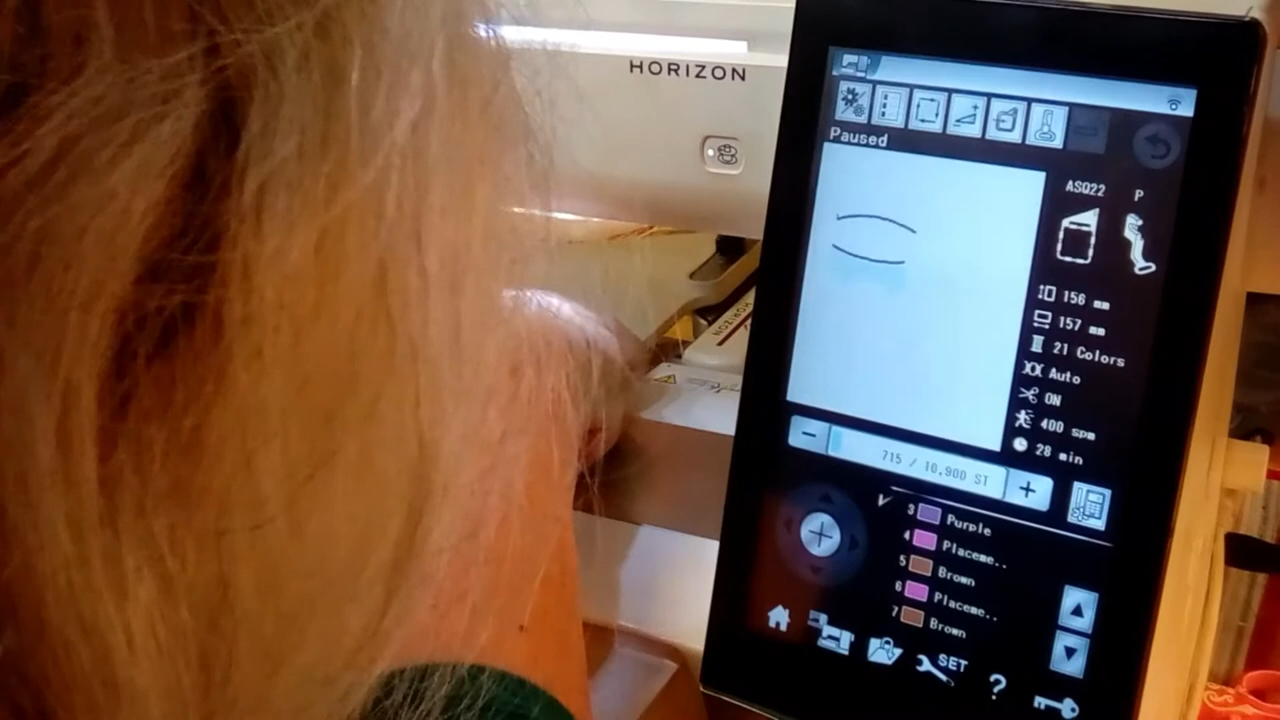 HORIZON
Paused
ASQ22 P
HORIZON
156 mm
157 mm
21 Colors
Auto
ON
400 spm
28 min
− 715 / 10,900 ST +
3 Purple
4 Placeme..
5 Brown
6 Placeme..
7 Brown
SET
?